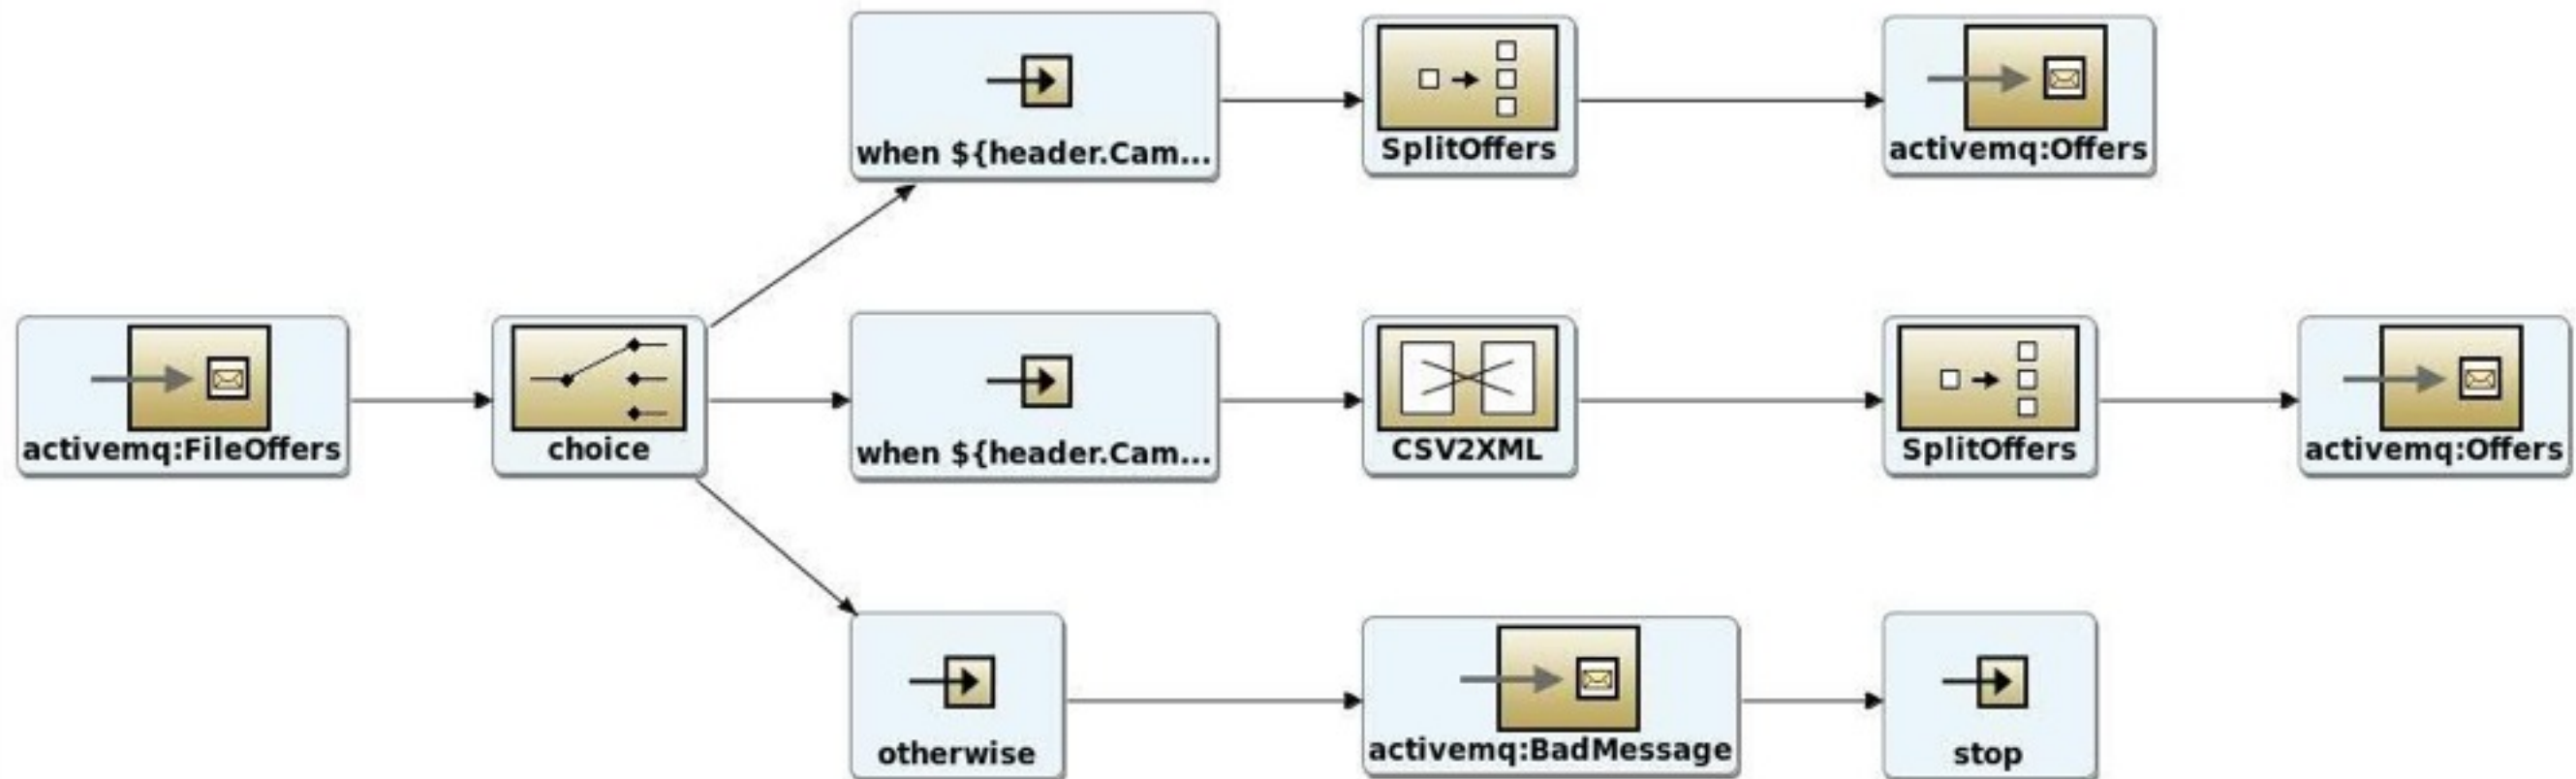 when ${header.Cam...
SplitOffers
activemq:Offers
activemq:FileOffers
choice
when ${header.Cam...
CSV2XML
SplitOffers
activemq:Offers
otherwise
activemq:BadMessage
stop